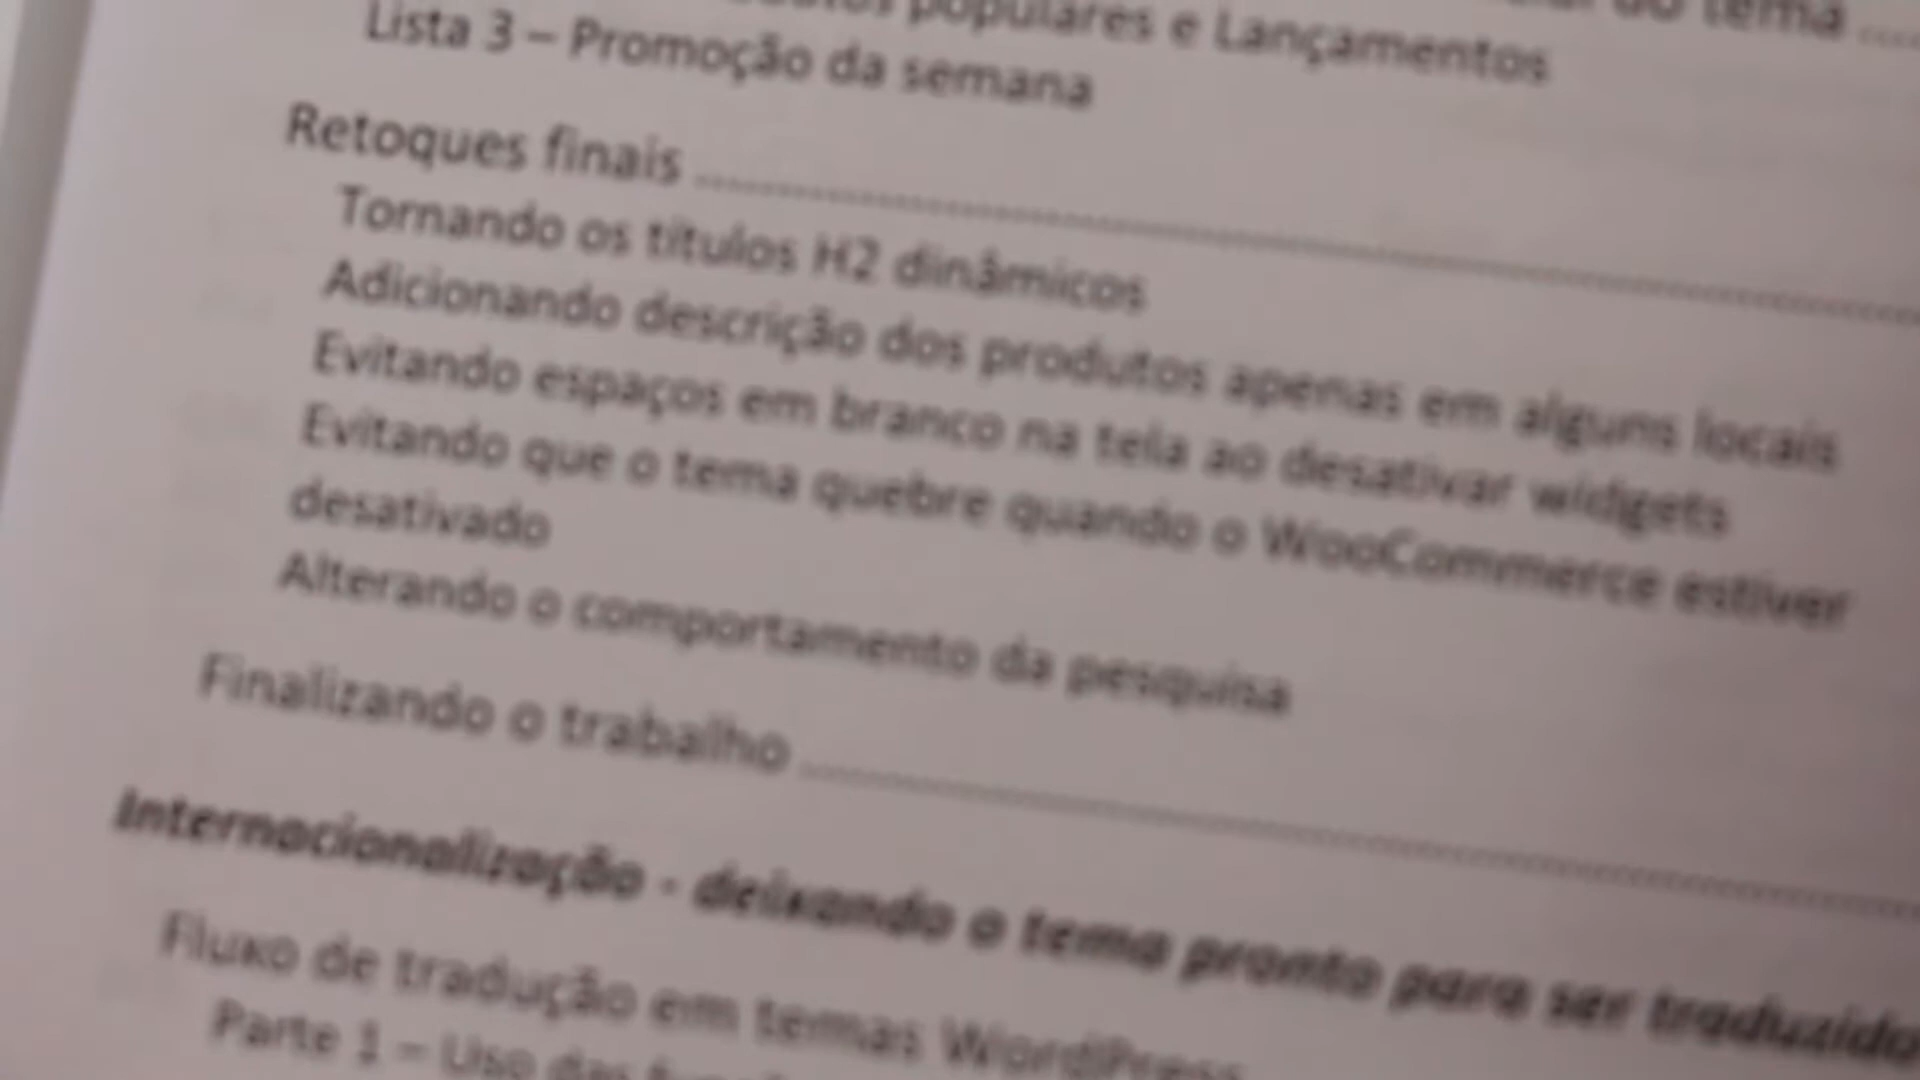 do tema ....
populares e Lançamentos
Lista 3 – Promoção da semana
Retoques finais ....................
Tornando os títulos H2 dinâmicos
Adicionando descrição dos produtos apenas em alguns locais
Evitando espaços em branco na tela ao desativar widgets
Evitando que o tema quebre quando o WooCommerce estiver
desativado
Alterando o comportamento da pesquisa
Finalizando o trabalho ....................
Internacionalização - deixando o tema pronto para ser traduzido
Fluxo de tradução em temas WordPress
Parte 1 – Uso das